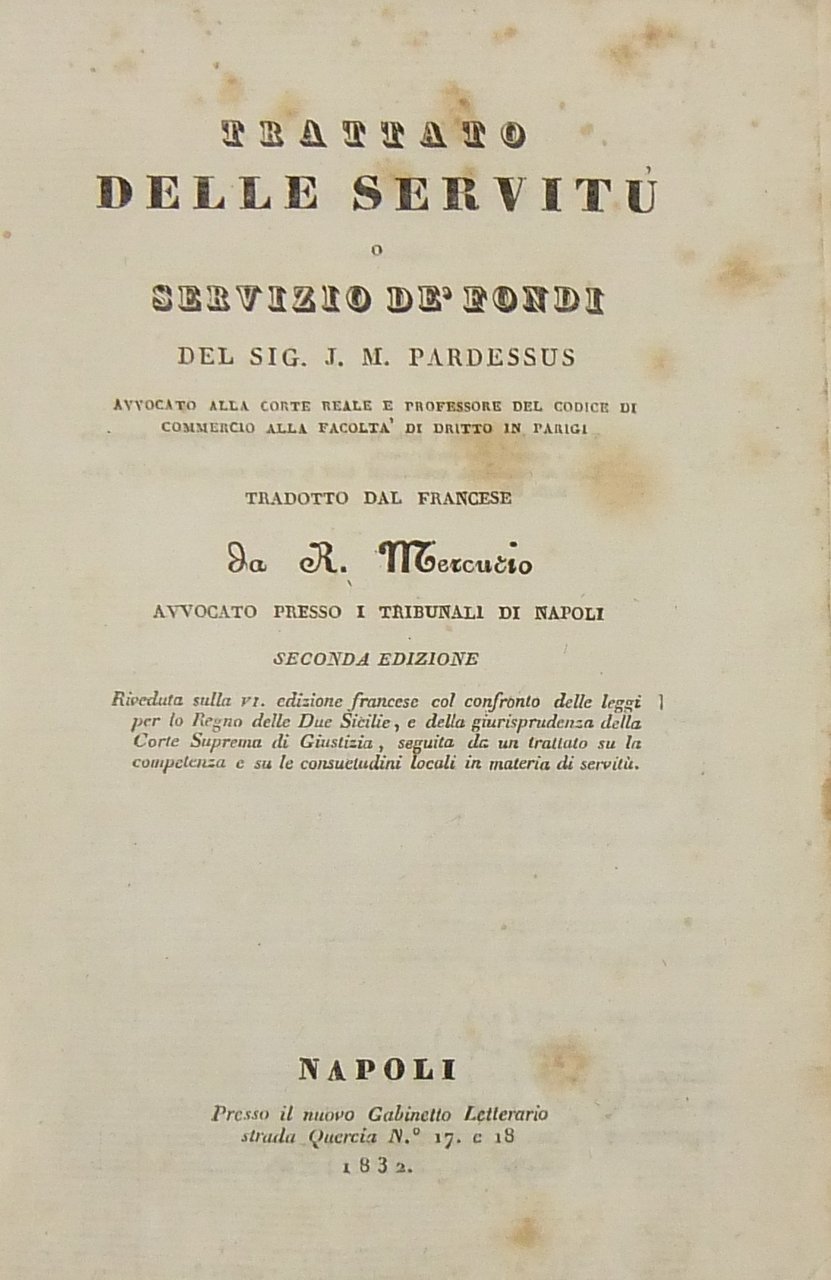 TRATTATO
DELLE SERVITU'
O
SERVIZIO DE' FONDI
DEL SIG. J. M. PARDESSUS
AVVOCATO ALLA CORTE REALE E PROFESSORE DEL CODICE DI
COMMERCIO ALLA FACOLTA' DI DRITTO IN PARIGI
TRADOTTO DAL FRANCESE
da R. Mercurio
AVVOCATO PRESSO I TRIBUNALI DI NAPOLI
SECONDA EDIZIONE
Riveduta sulla VI. edizione francese col confronto delle leggi
per lo Regno delle Due Sicilie, e della giurisprudenza della
Corte Suprema di Giustizia, seguita da un trattato su la
competenza e su le consuetudini locali in materia di servitù.
NAPOLI
Presso il nuovo Gabinetto Letterario
strada Quercia N.° 17. e 18
1832.